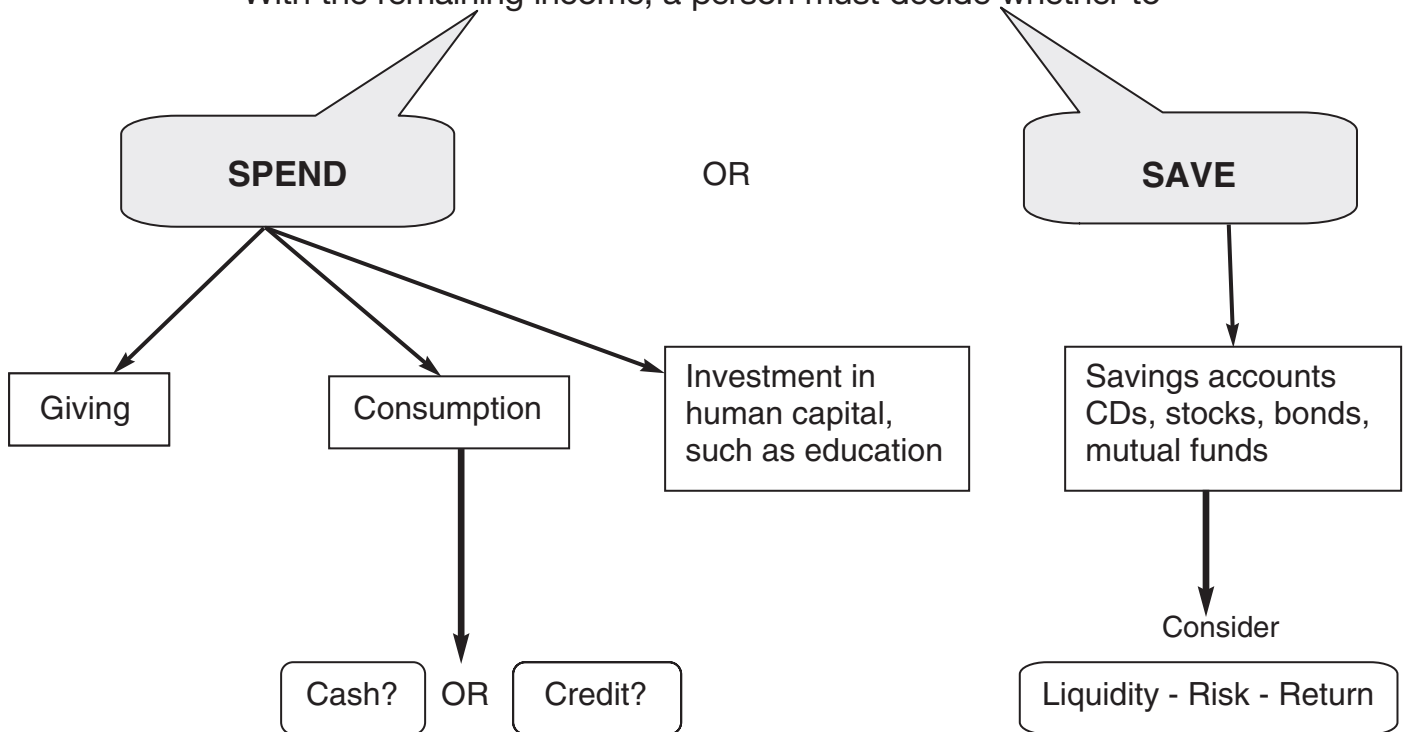 With the remaining income, a person must decide whether to
SPEND
OR
SAVE
Giving
Consumption
Investment in
human capital,
such as education
Savings accounts
CDs, stocks, bonds,
mutual funds
Consider
Cash?
OR
Credit?
Liquidity - Risk - Return